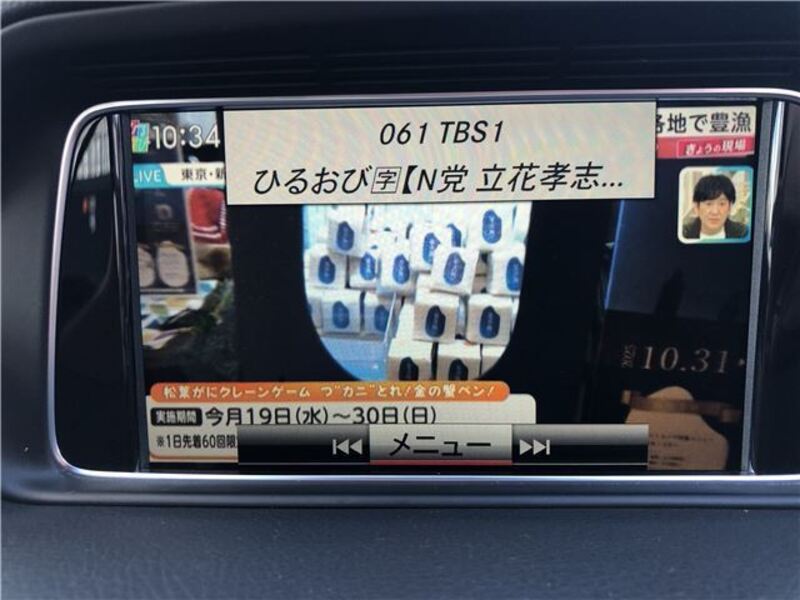 10:34
061 TBS1
ひるおび🈑【N党 立花孝志...
各地で豊漁
きょうの現場
LIVE
東京・新
2025 10.31
松葉がにクレーンゲーム つ"カニ"とれ!金の蟹ペン!
実施期間 今月19日(水)～30日(日)
※1日先着60回限
メニュー